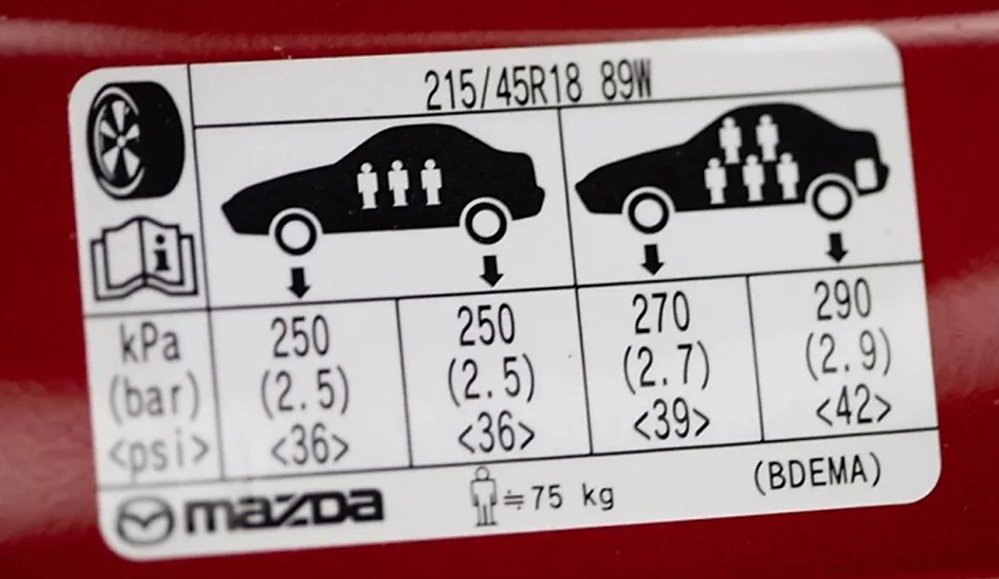 215/45R18 89W
kPa 250 250 270 290
(bar) (2.5) (2.5) (2.7) (2.9)
<psi> <36> <36> <39> <42>
mazda ≒75 kg (BDEMA)